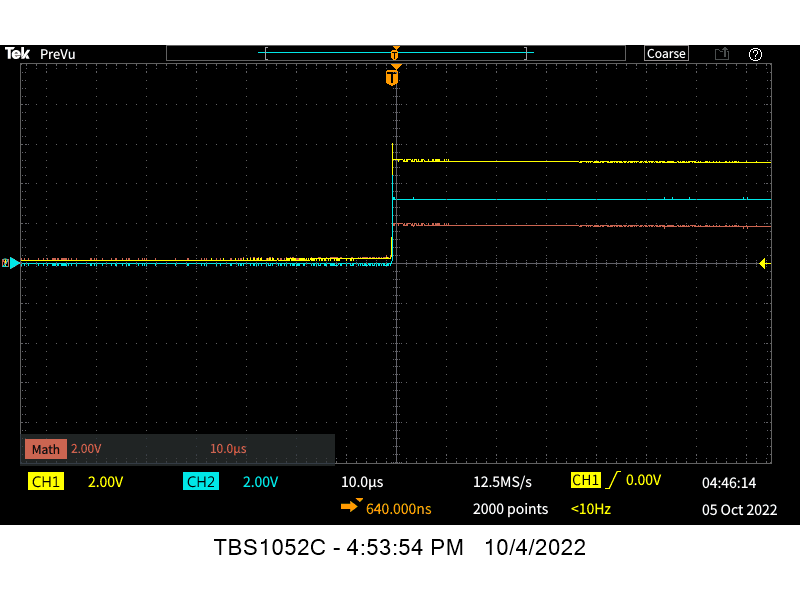 Tek PreVu Coarse
T
T
Math 2.00V 10.0µs
CH1 2.00V CH2 2.00V 10.0µs 12.5MS/s CH1 0.00V 04:46:14
640.000ns 2000 points <10Hz 05 Oct 2022
TBS1052C - 4:53:54 PM 10/4/2022